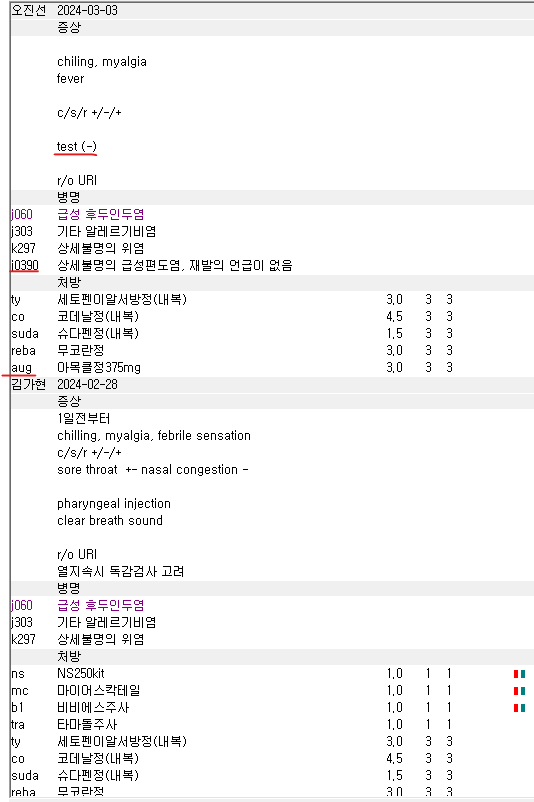 오진선 2024-03-03
증상
chiling, myalgia
fever
c/s/r +/-/+
test (-)
r/o URI
병명
j060 급성 후두인두염
j303 기타 알레르기비염
k297 상세불명의 위염
j0390 상세불명의 급성편도염, 재발의 언급이 없음
처방
ty 세토펜이알서방정(내복) 3.0 3 3
co 코데날정(내복) 4.5 3 3
suda 슈다펜정(내복) 1.5 3 3
reba 무코란정 3.0 3 3
aug 아목클정375mg 3.0 3 3
김가현 2024-02-28
증상
1일전부터
chilling, myalgia, febrile sensation
c/s/r +/-/+
sore throat +- nasal congestion -
pharyngeal injection
clear breath sound
r/o URI
열지속시 독감검사 고려
병명
j060 급성 후두인두염
j303 기타 알레르기비염
k297 상세불명의 위염
처방
ns NS250kit 1.0 1 1
mc 마이어스칵테일 1.0 1 1
b1 비비에스주사 1.0 1 1
tra 타마돌주사 1.0 1 1
ty 세토펜이알서방정(내복) 3.0 3 3
co 코데날정(내복) 4.5 3 3
suda 슈다펜정(내복) 1.5 3 3
reba 무코란정 3.0 3 3